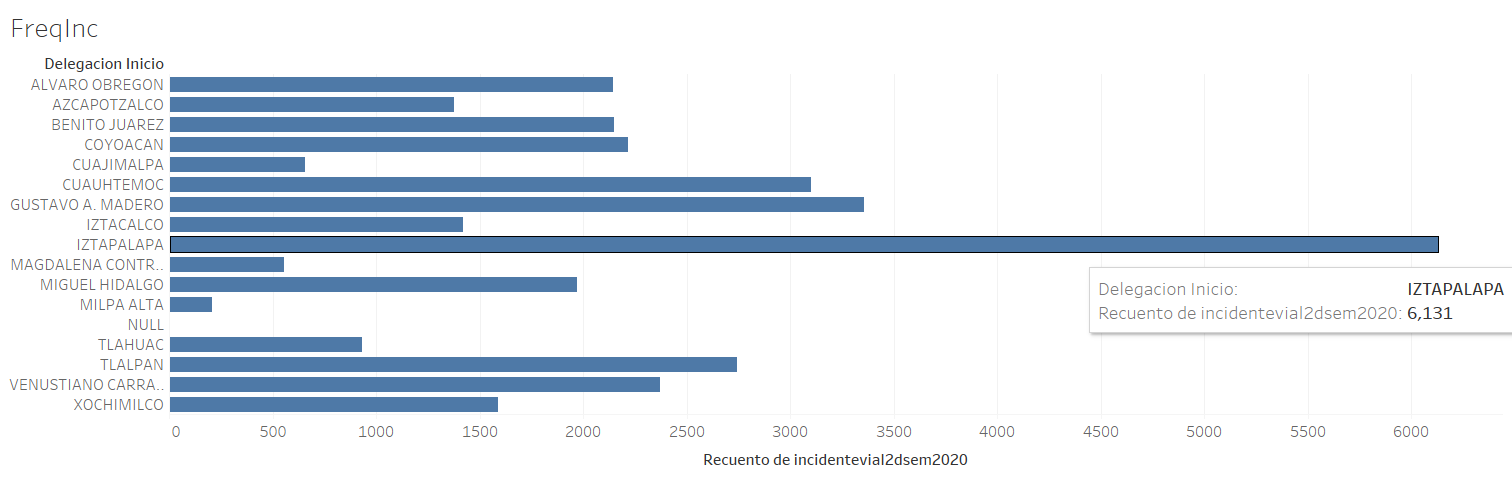 FreqInc
Delegacion Inicio
ALVARO OBREGON
AZCAPOTZALCO
BENITO JUAREZ
COYOACAN
CUAJIMALPA
CUAUHTEMOC
GUSTAVO A. MADERO
IZTACALCO
IZTAPALAPA
MAGDALENA CONTR..
MIGUEL HIDALGO
MILPA ALTA
NULL
TLAHUAC
TLALPAN
VENUSTIANO CARRA..
XOCHIMILCO
Delegacion Inicio: IZTAPALAPA
Recuento de incidentevial2dsem2020: 6,131
0 500 1000 1500 2000 2500 3000 3500 4000 4500 5000 5500 6000
Recuento de incidentevial2dsem2020